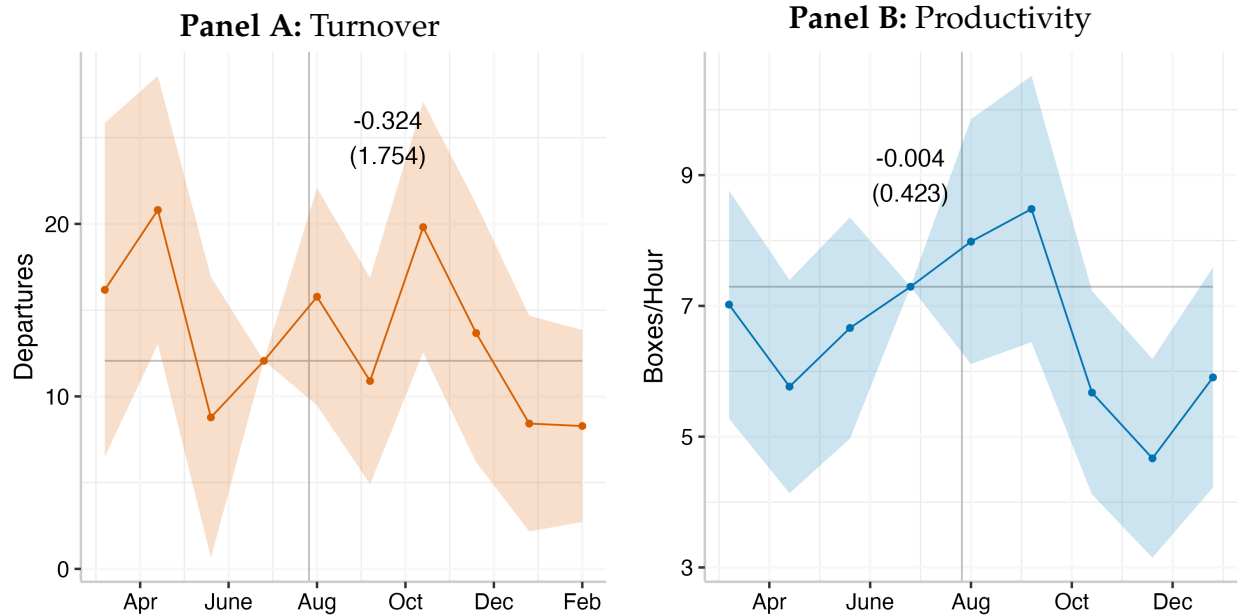 Panel A: Turnover
Departures
20
10
0
-0.324
(1.754)
Apr June Aug Oct Dec Feb
Panel B: Productivity
Boxes/Hour
9
7
5
3
-0.004
(0.423)
Apr June Aug Oct Dec